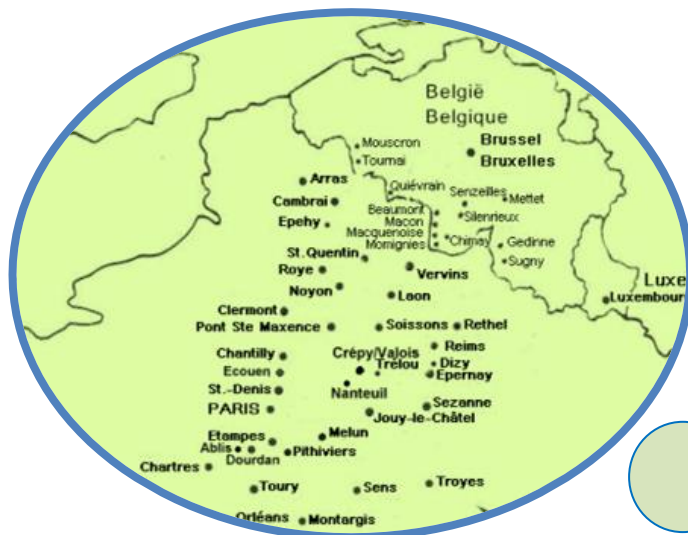 België
Belgique
Brussel
Bruxelles
Mouscron
Tournai
Arras
Quiévrain
Senzeilles
Mettet
Cambrai
Beaumont
Silenrieux
Epehy
Macon
Macquenoise
Chimay
Gedinne
Momignies
St.Quentin
Sugny
Roye
Vervins
Luxe
Noyon
Laon
Luxembour
Clermont
Pont Ste Maxence
Soissons
Rethel
Reims
Chantilly
Crépy/Valois
Dizy
Trélou
Ecouen
Epernay
St.-Denis
Nanteuil
PARIS
Sezanne
Jouy-le-Châtel
Etampes
Melun
Ablis
Dourdan
Pithiviers
Chartres
Toury
Sens
Troyes
Orléans
Montargis